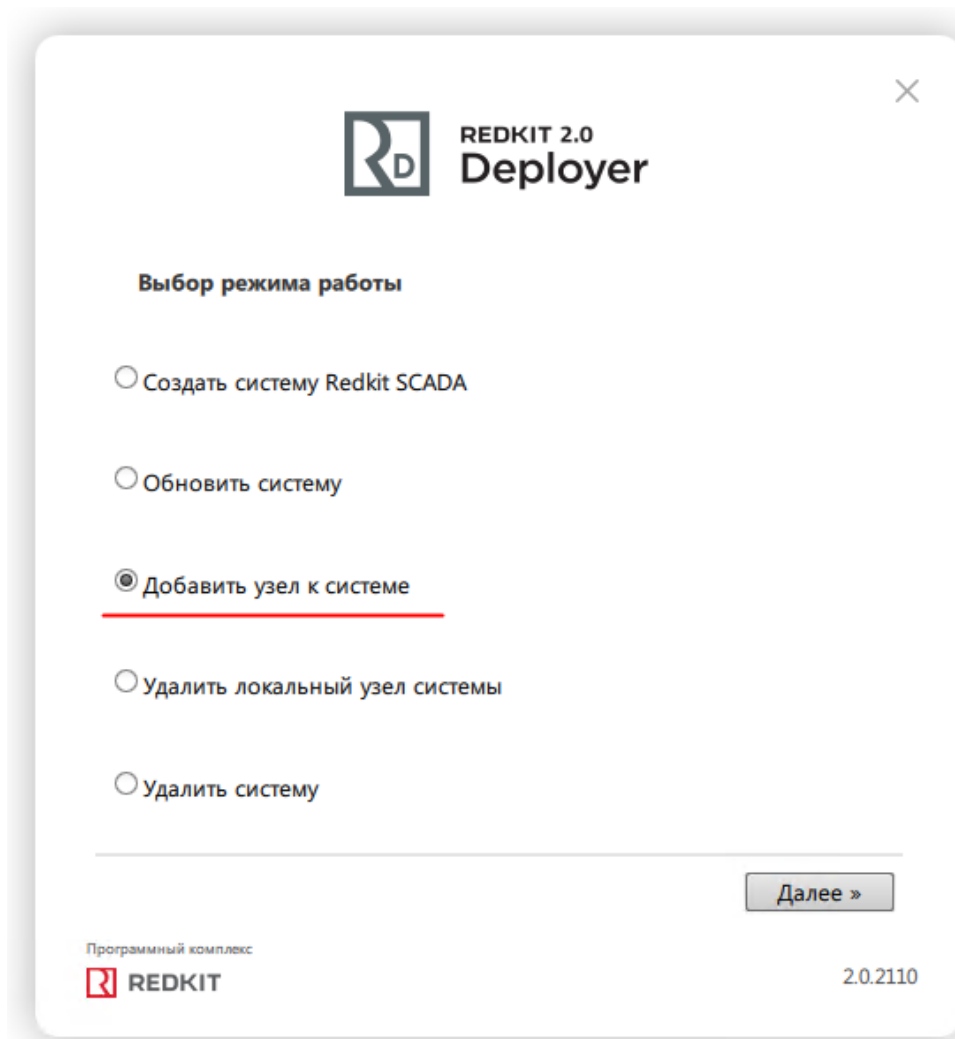 REDKIT 2.0
Deployer
Выбор режима работы
Создать систему Redkit SCADA
Обновить систему
Добавить узел к системе
Удалить локальный узел системы
Удалить систему
Далее »
Программный комплекс
REDKIT
2.0.2110